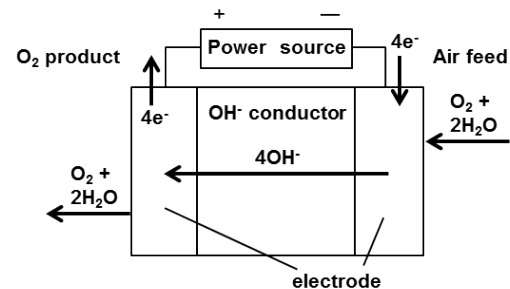 + —
Power source
O₂ product
4e⁻
Air feed
4e⁻
OH⁻ conductor
O₂ +
2H₂O
4OH⁻
O₂ +
2H₂O
electrode